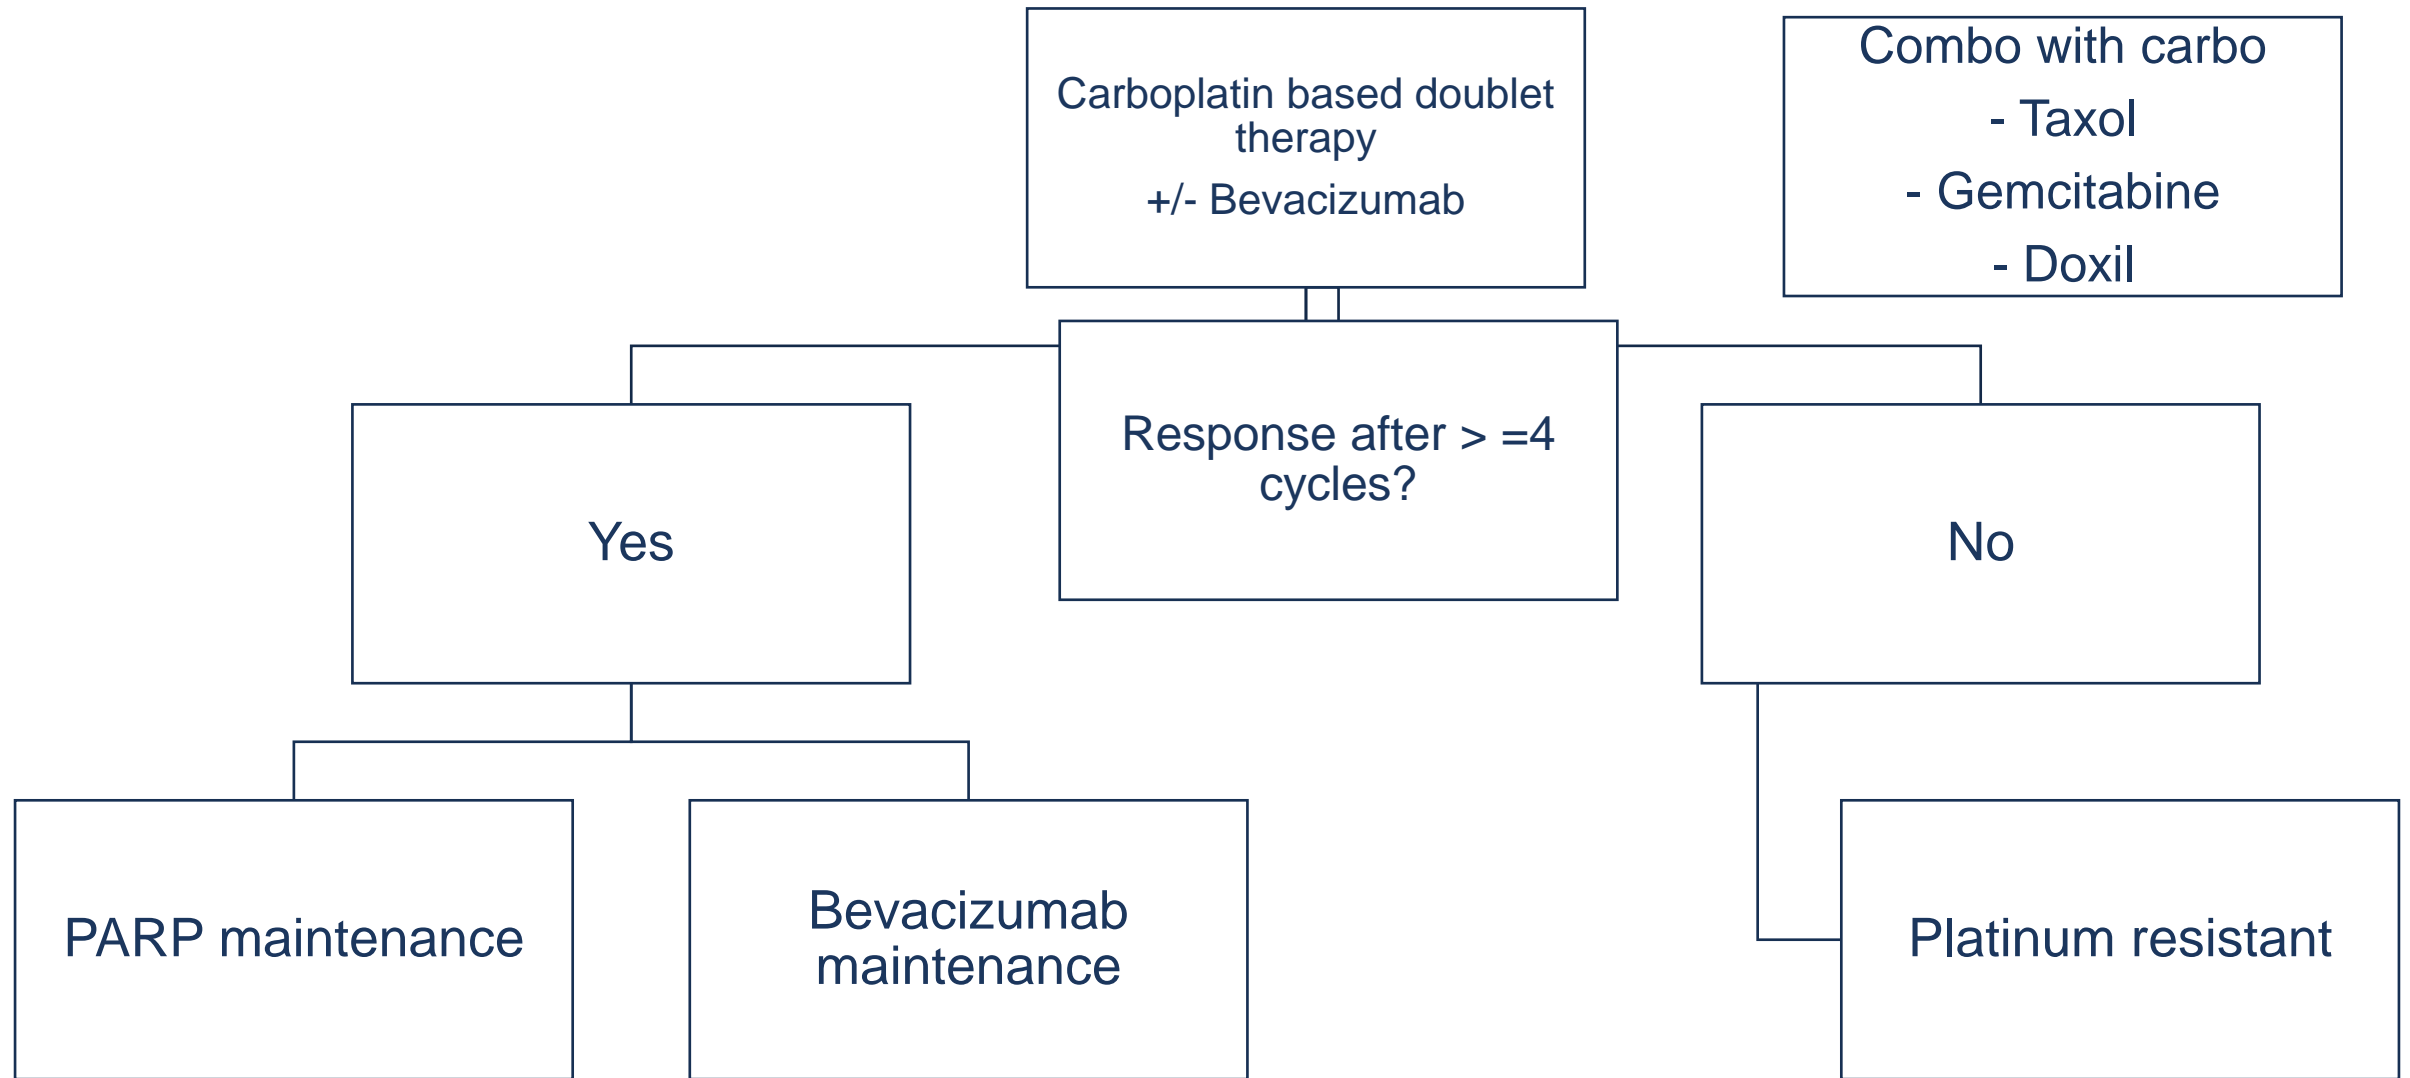 Carboplatin based doublet
therapy
+/- Bevacizumab
Combo with carbo
- Taxol
- Gemcitabine
- Doxil
Response after > =4
cycles?
Yes
No
PARP maintenance
Bevacizumab
maintenance
Platinum resistant